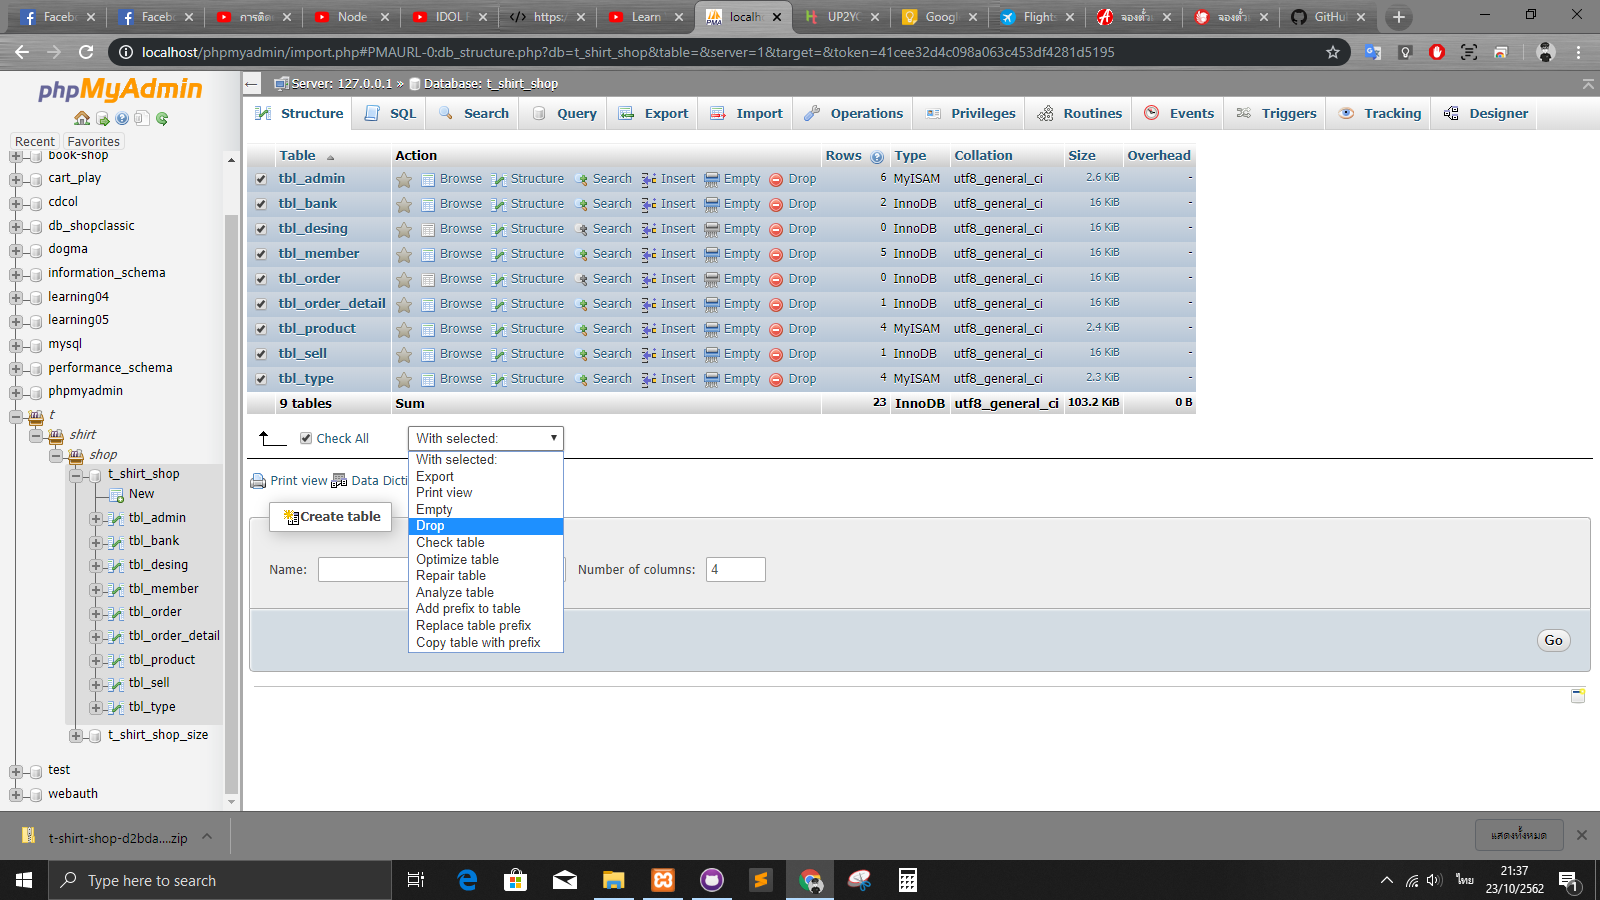 Facebo
Facebo
การติด
Node
IDOL F
https:/
Learn
localh
UP2YO
Google
Flights
จองตั๋ว
จองตั๋ว
GitHub
localhost/phpmyadmin/import.php#PMAURL-0:db_structure.php?db=t_shirt_shop&table=&server=1&target=&token=41cee32d4c098a063c453df4281d5195
phpMyAdmin
Recent
Favorites
book-shop
cart_play
cdcol
db_shopclassic
dogma
information_schema
learning04
learning05
mysql
performance_schema
phpmyadmin
t
shirt
shop
t_shirt_shop
New
tbl_admin
tbl_bank
tbl_desing
tbl_member
tbl_order
tbl_order_detail
tbl_product
tbl_sell
tbl_type
t_shirt_shop_size
test
webauth
Server: 127.0.0.1 » Database: t_shirt_shop
Structure SQL Search Query Export Import Operations Privileges Routines Events Triggers Tracking Designer
Table Action Rows Type Collation Size Overhead
tbl_admin Browse Structure Search Insert Empty Drop 6 MyISAM utf8_general_ci 2.6 KiB -
tbl_bank Browse Structure Search Insert Empty Drop 2 InnoDB utf8_general_ci 16 KiB -
tbl_desing Browse Structure Search Insert Empty Drop 0 InnoDB utf8_general_ci 16 KiB -
tbl_member Browse Structure Search Insert Empty Drop 5 InnoDB utf8_general_ci 16 KiB -
tbl_order Browse Structure Search Insert Empty Drop 0 InnoDB utf8_general_ci 16 KiB -
tbl_order_detail Browse Structure Search Insert Empty Drop 1 InnoDB utf8_general_ci 16 KiB -
tbl_product Browse Structure Search Insert Empty Drop 4 MyISAM utf8_general_ci 2.4 KiB -
tbl_sell Browse Structure Search Insert Empty Drop 1 InnoDB utf8_general_ci 16 KiB -
tbl_type Browse Structure Search Insert Empty Drop 4 MyISAM utf8_general_ci 2.3 KiB -
9 tables Sum 23 InnoDB utf8_general_ci 103.2 KiB 0 B
Check All With selected:
With selected:
Export
Print view
Empty
Drop
Check table
Optimize table
Repair table
Analyze table
Add prefix to table
Replace table prefix
Copy table with prefix
Print view Data Dicti
Create table
Name: Number of columns: 4
Go
t-shirt-shop-d2bda....zip
แสดงทั้งหมด
Type here to search
ไทย
21:37
23/10/2562
1